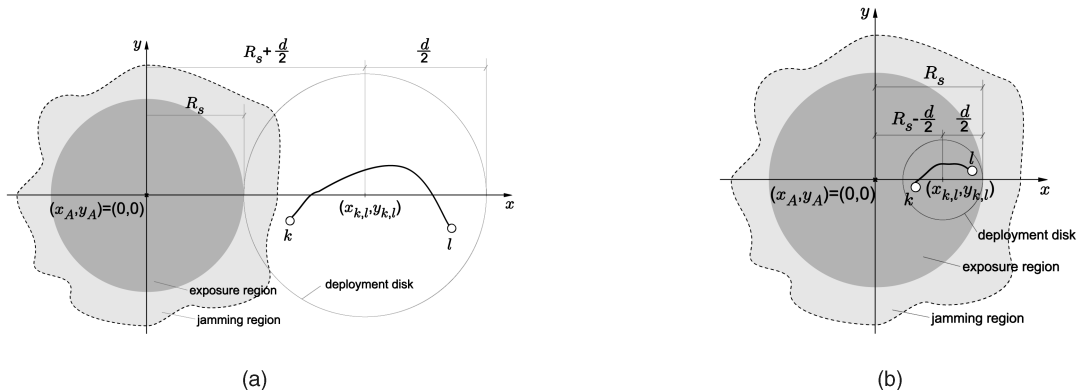 y
R_s + d/2
d/2
R_s
(x_A,y_A)=(0,0)
k
(x_{k,l},y_{k,l})
l
x
exposure region
deployment disk
jamming region
(a)
y
R_s
R_s-d/2
d/2
l
(x_A,y_A)=(0,0)
k
(x_{k,l},y_{k,l})
x
deployment disk
exposure region
jamming region
(b)